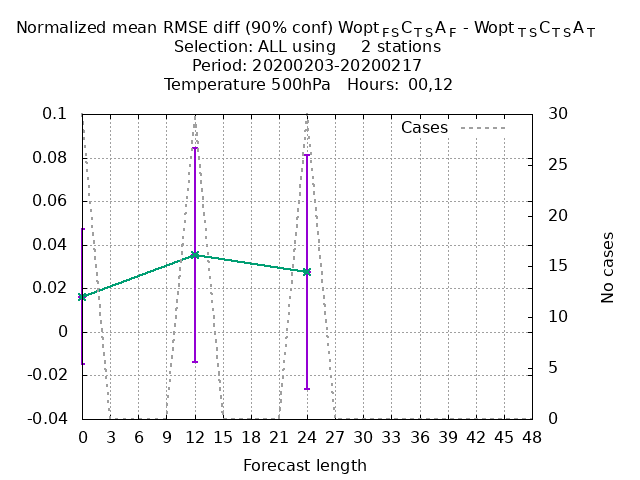 Normalized mean RMSE diff (90% conf) Wopt FS C TS A F - Wopt TS C TS A T
Selection: ALL using 2 stations
Period: 20200203-20200217
Temperature 500hPa Hours: 00,12
0.1
0.08
0.06
0.04
0.02
0
-0.02
-0.04
Cases
30
25
20
15
10
5
0
No cases
0 3 6 9 12 15 18 21 24 27 30 33 36 39 42 45 48
Forecast length